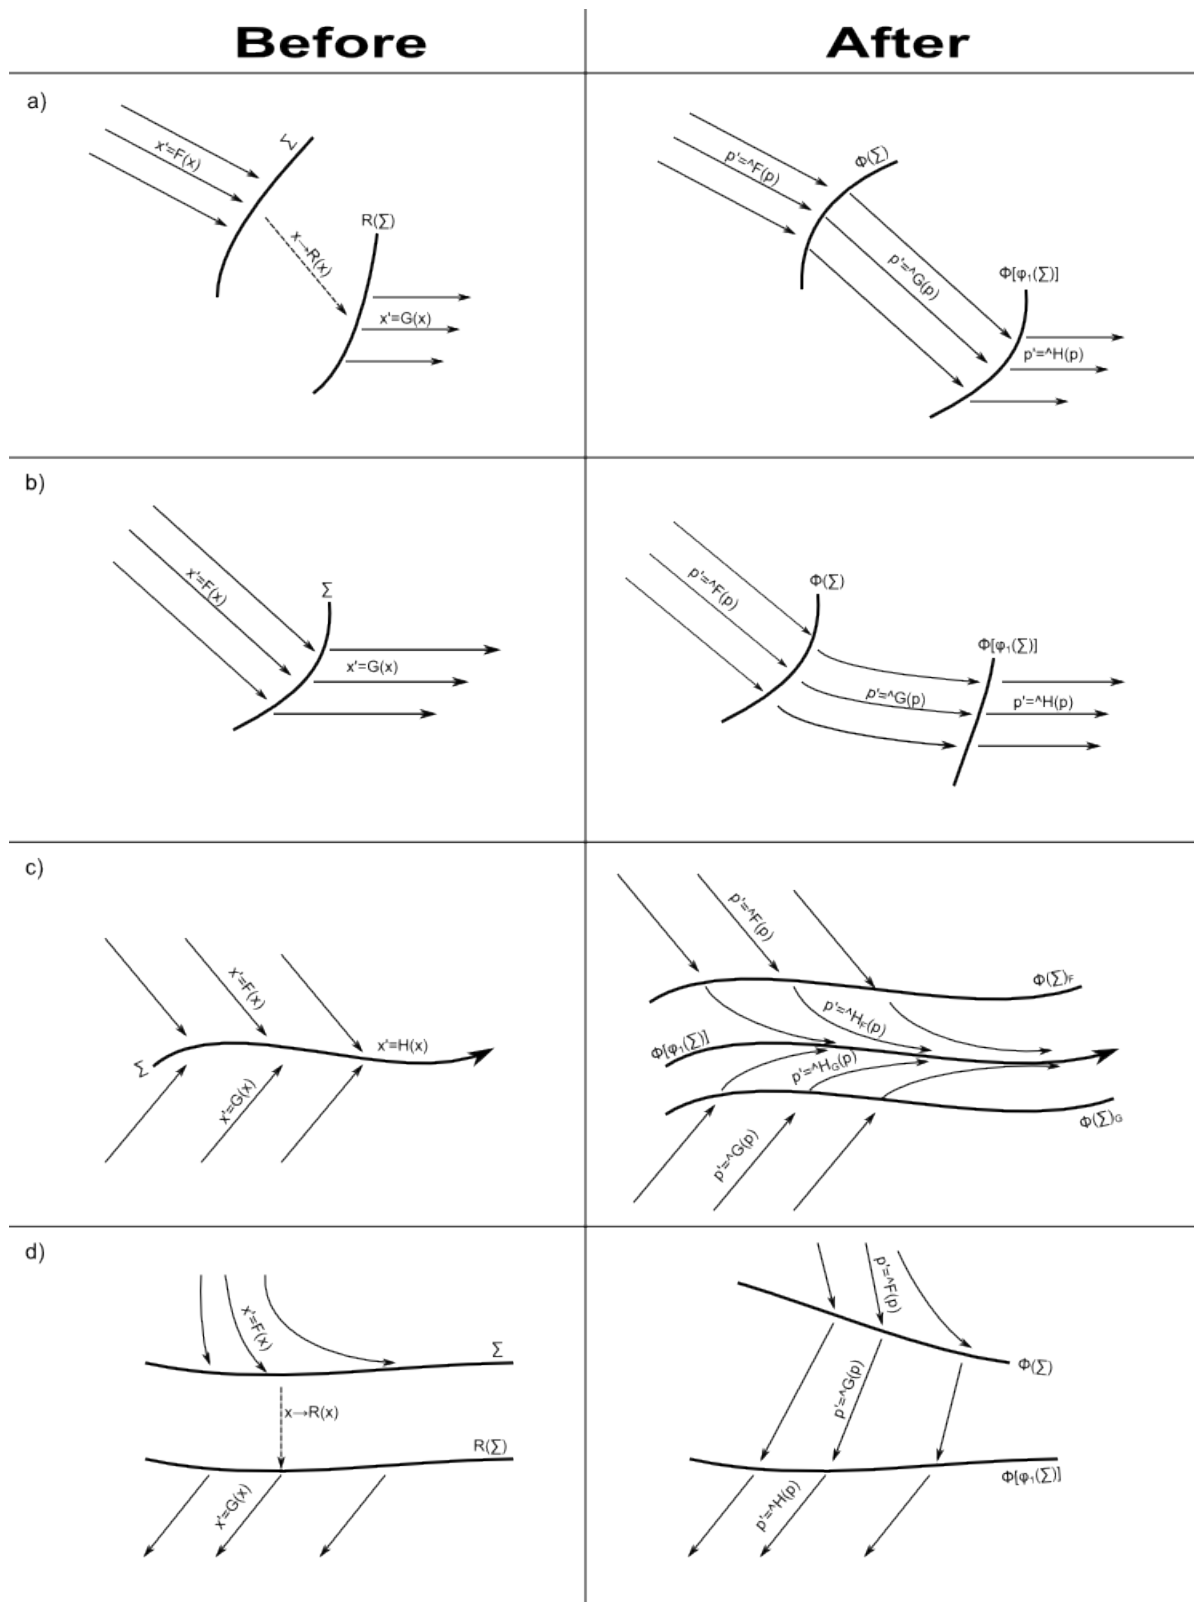 Before
After
a)
x'=F(x)
Σ
x→R(x)
R(Σ)
x'=G(x)
p'=^F(p)
Φ(Σ)
p'=^G(p)
Φ[φ₁(Σ)]
p'=^H(p)
b)
x'=F(x)
Σ
x'=G(x)
p'=^F(p)
Φ(Σ)
p'=^G(p)
Φ[φ₁(Σ)]
p'=^H(p)
c)
x'=F(x)
Σ
x'=H(x)
x'=G(x)
p'=^F(p)
Φ(Σ)F
p'=^HF(p)
Φ[φ₁(Σ)]
p'=^HG(p)
Φ(Σ)G
p'=^G(p)
d)
x'=F(x)
Σ
x→R(x)
R(Σ)
x'=G(x)
p'=^F(p)
Φ(Σ)
p'=^G(p)
Φ[φ₁(Σ)]
p'=^H(p)